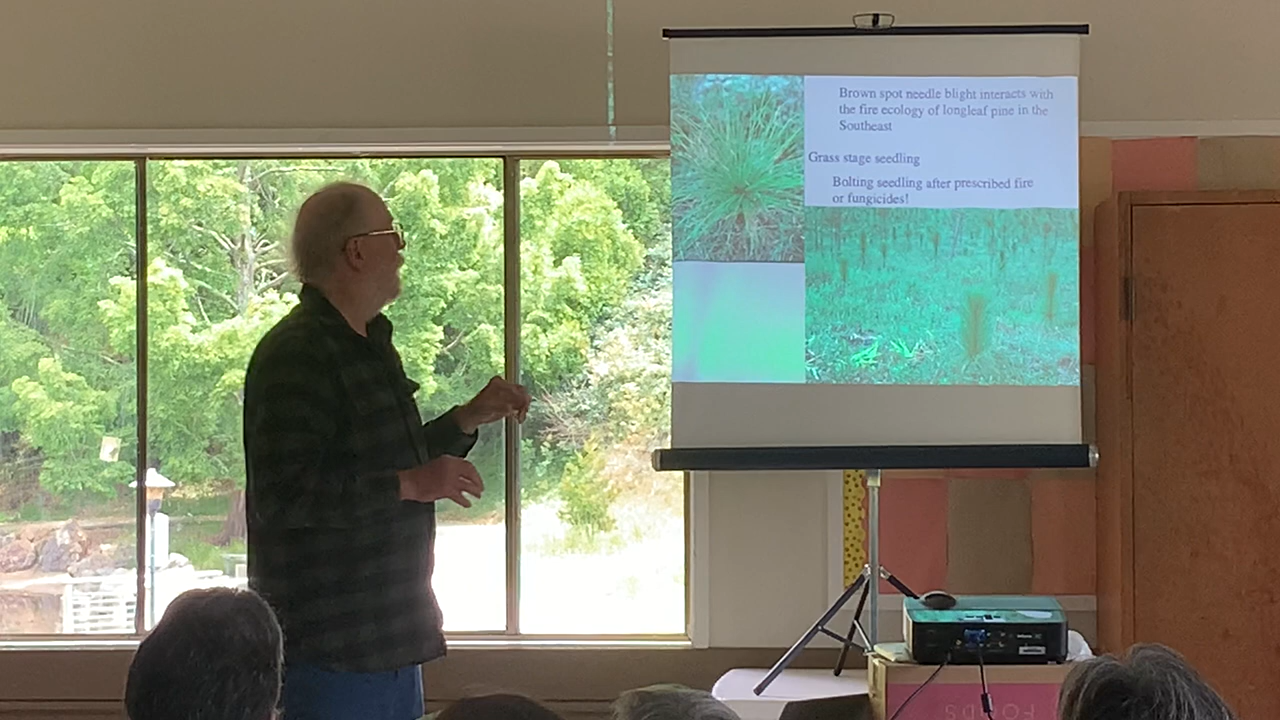 Brown spot needle blight interacts with
the fire ecology of longleaf pine in the
Southeast
Grass stage seedling
Bolting seedling after prescribed fire
or fungicides!